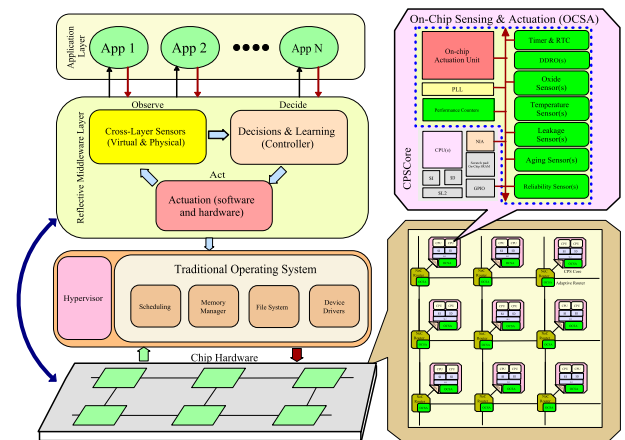 Application
Layer
App 1
App 2
App N
Reflective Middleware Layer
Observe
Decide
Cross-Layer Sensors
(Virtual & Physical)
Decisions & Learning
(Controller)
Act
Actuation (software
and hardware)
Traditional Operating System
Hypervisor
Scheduling
Memory
Manager
File System
Device
Drivers
Chip Hardware
On-Chip Sensing & Actuation (OCSA)
On-chip
Actuation Unit
PLL
Performance Counters
Timer & RTC
DDRO(s)
Oxide
Sensor(s)
Temperature
Sensor(s)
Leakage
Sensor(s)
Aging Sensor(s)
Reliability Sensor(s)
CPSCore
CPU(s)
NIA
GPIO
CPS Core
Adaptive Router